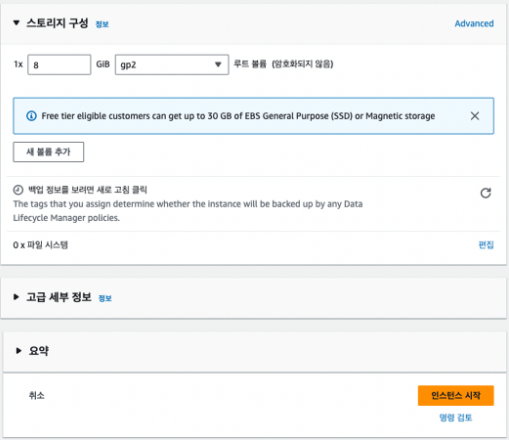 스토리지 구성 정보 Advanced
1x 8 GiB gp2 루트 볼륨 (암호화되지 않음)
Free tier eligible customers can get up to 30 GB of EBS General Purpose (SSD) or Magnetic storage
새 볼륨 추가
백업 정보를 보려면 새로 고침 클릭
The tags that you assign determine whether the instance will be backed up by any Data
Lifecycle Manager policies.
0 x 파일 시스템 편집
고급 세부 정보 정보
요약
취소 인스턴스 시작
명령 검토